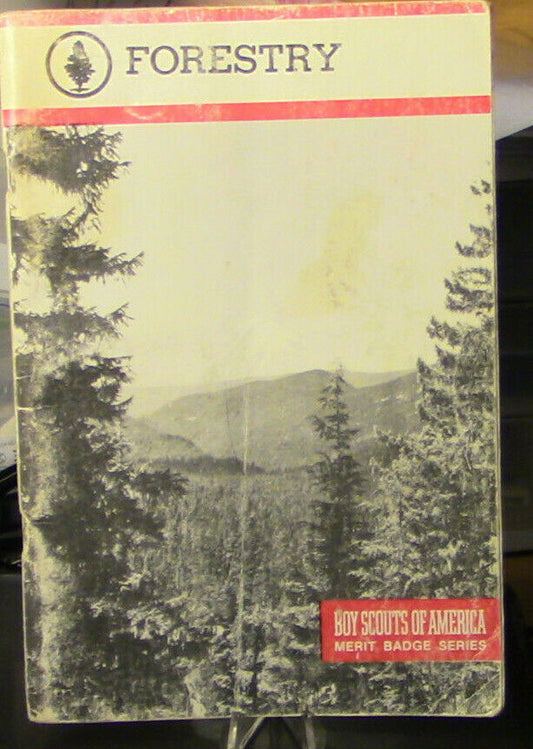 FORESTRY
BOY SCOUTS OF AMERICA
MERIT BADGE SERIES